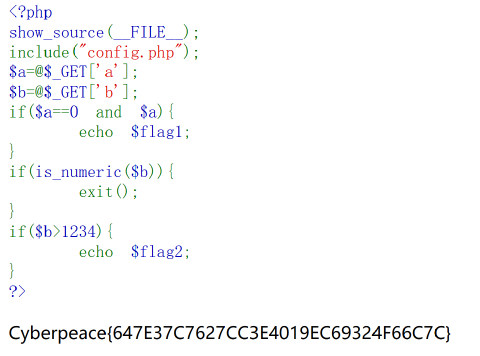 <?php
show_source(__FILE__);
include("config.php");
$a=@$_GET['a'];
$b=@$_GET['b'];
if($a==0 and $a){
echo $flag1;
}
if(is_numeric($b)){
exit();
}
if($b>1234){
echo $flag2;
}
?>
Cyberpeace{647E37C7627CC3E4019EC69324F66C7C}